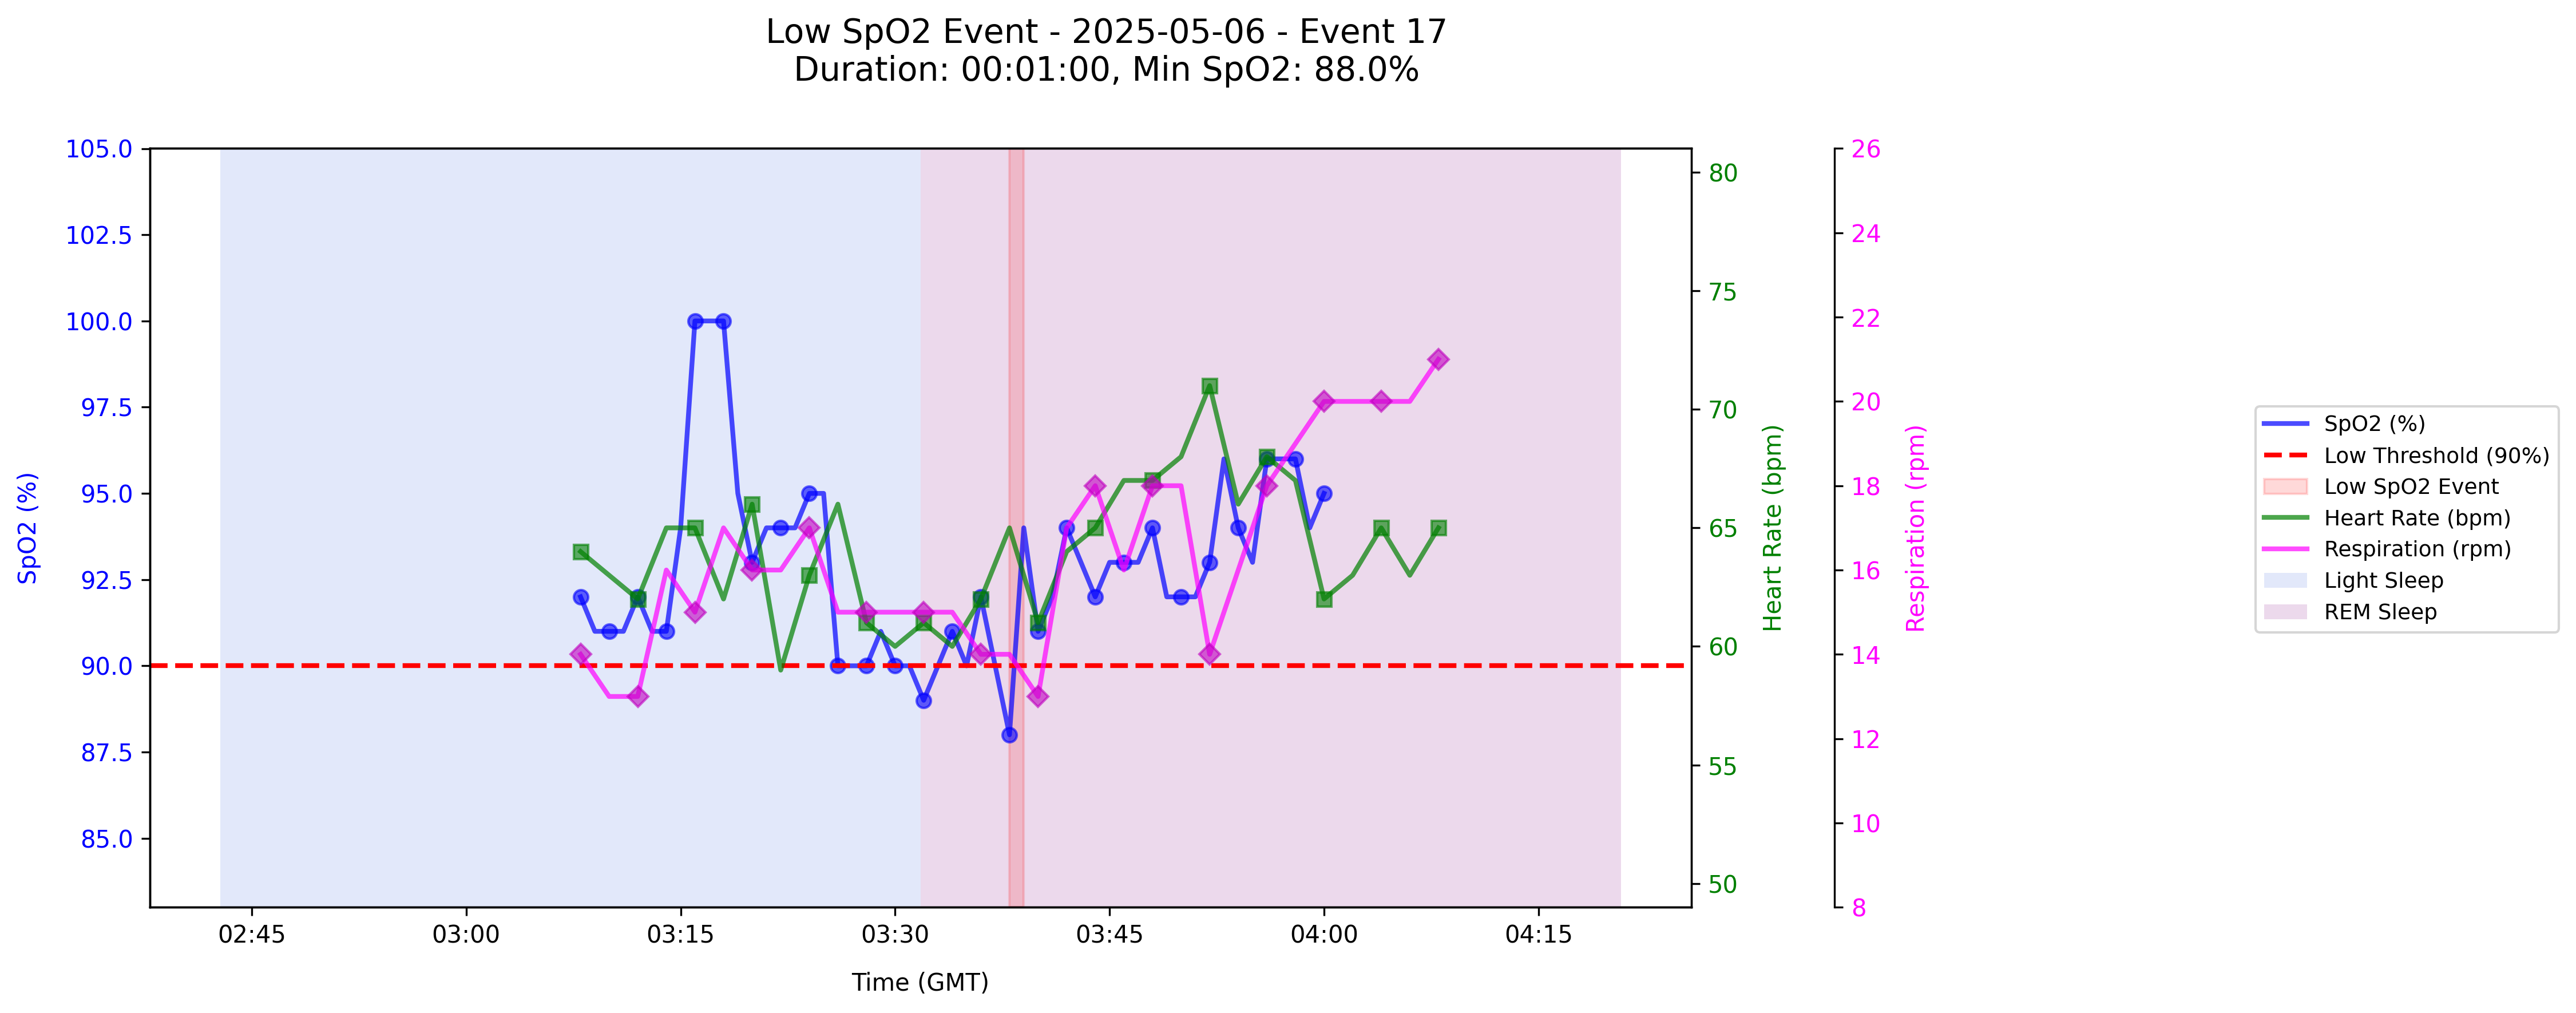 Low SpO2 Event - 2025-05-06 - Event 17
Duration: 00:01:00, Min SpO2: 88.0%
SpO2 (%)
105.0
102.5
100.0
97.5
95.0
92.5
90.0
87.5
85.0
02:45
03:00
03:15
03:30
03:45
04:00
04:15
Time (GMT)
80
75
70
65
60
55
50
Heart Rate (bpm)
26
24
22
20
18
16
14
12
10
8
Respiration (rpm)
SpO2 (%)
Low Threshold (90%)
Low SpO2 Event
Heart Rate (bpm)
Respiration (rpm)
Light Sleep
REM Sleep